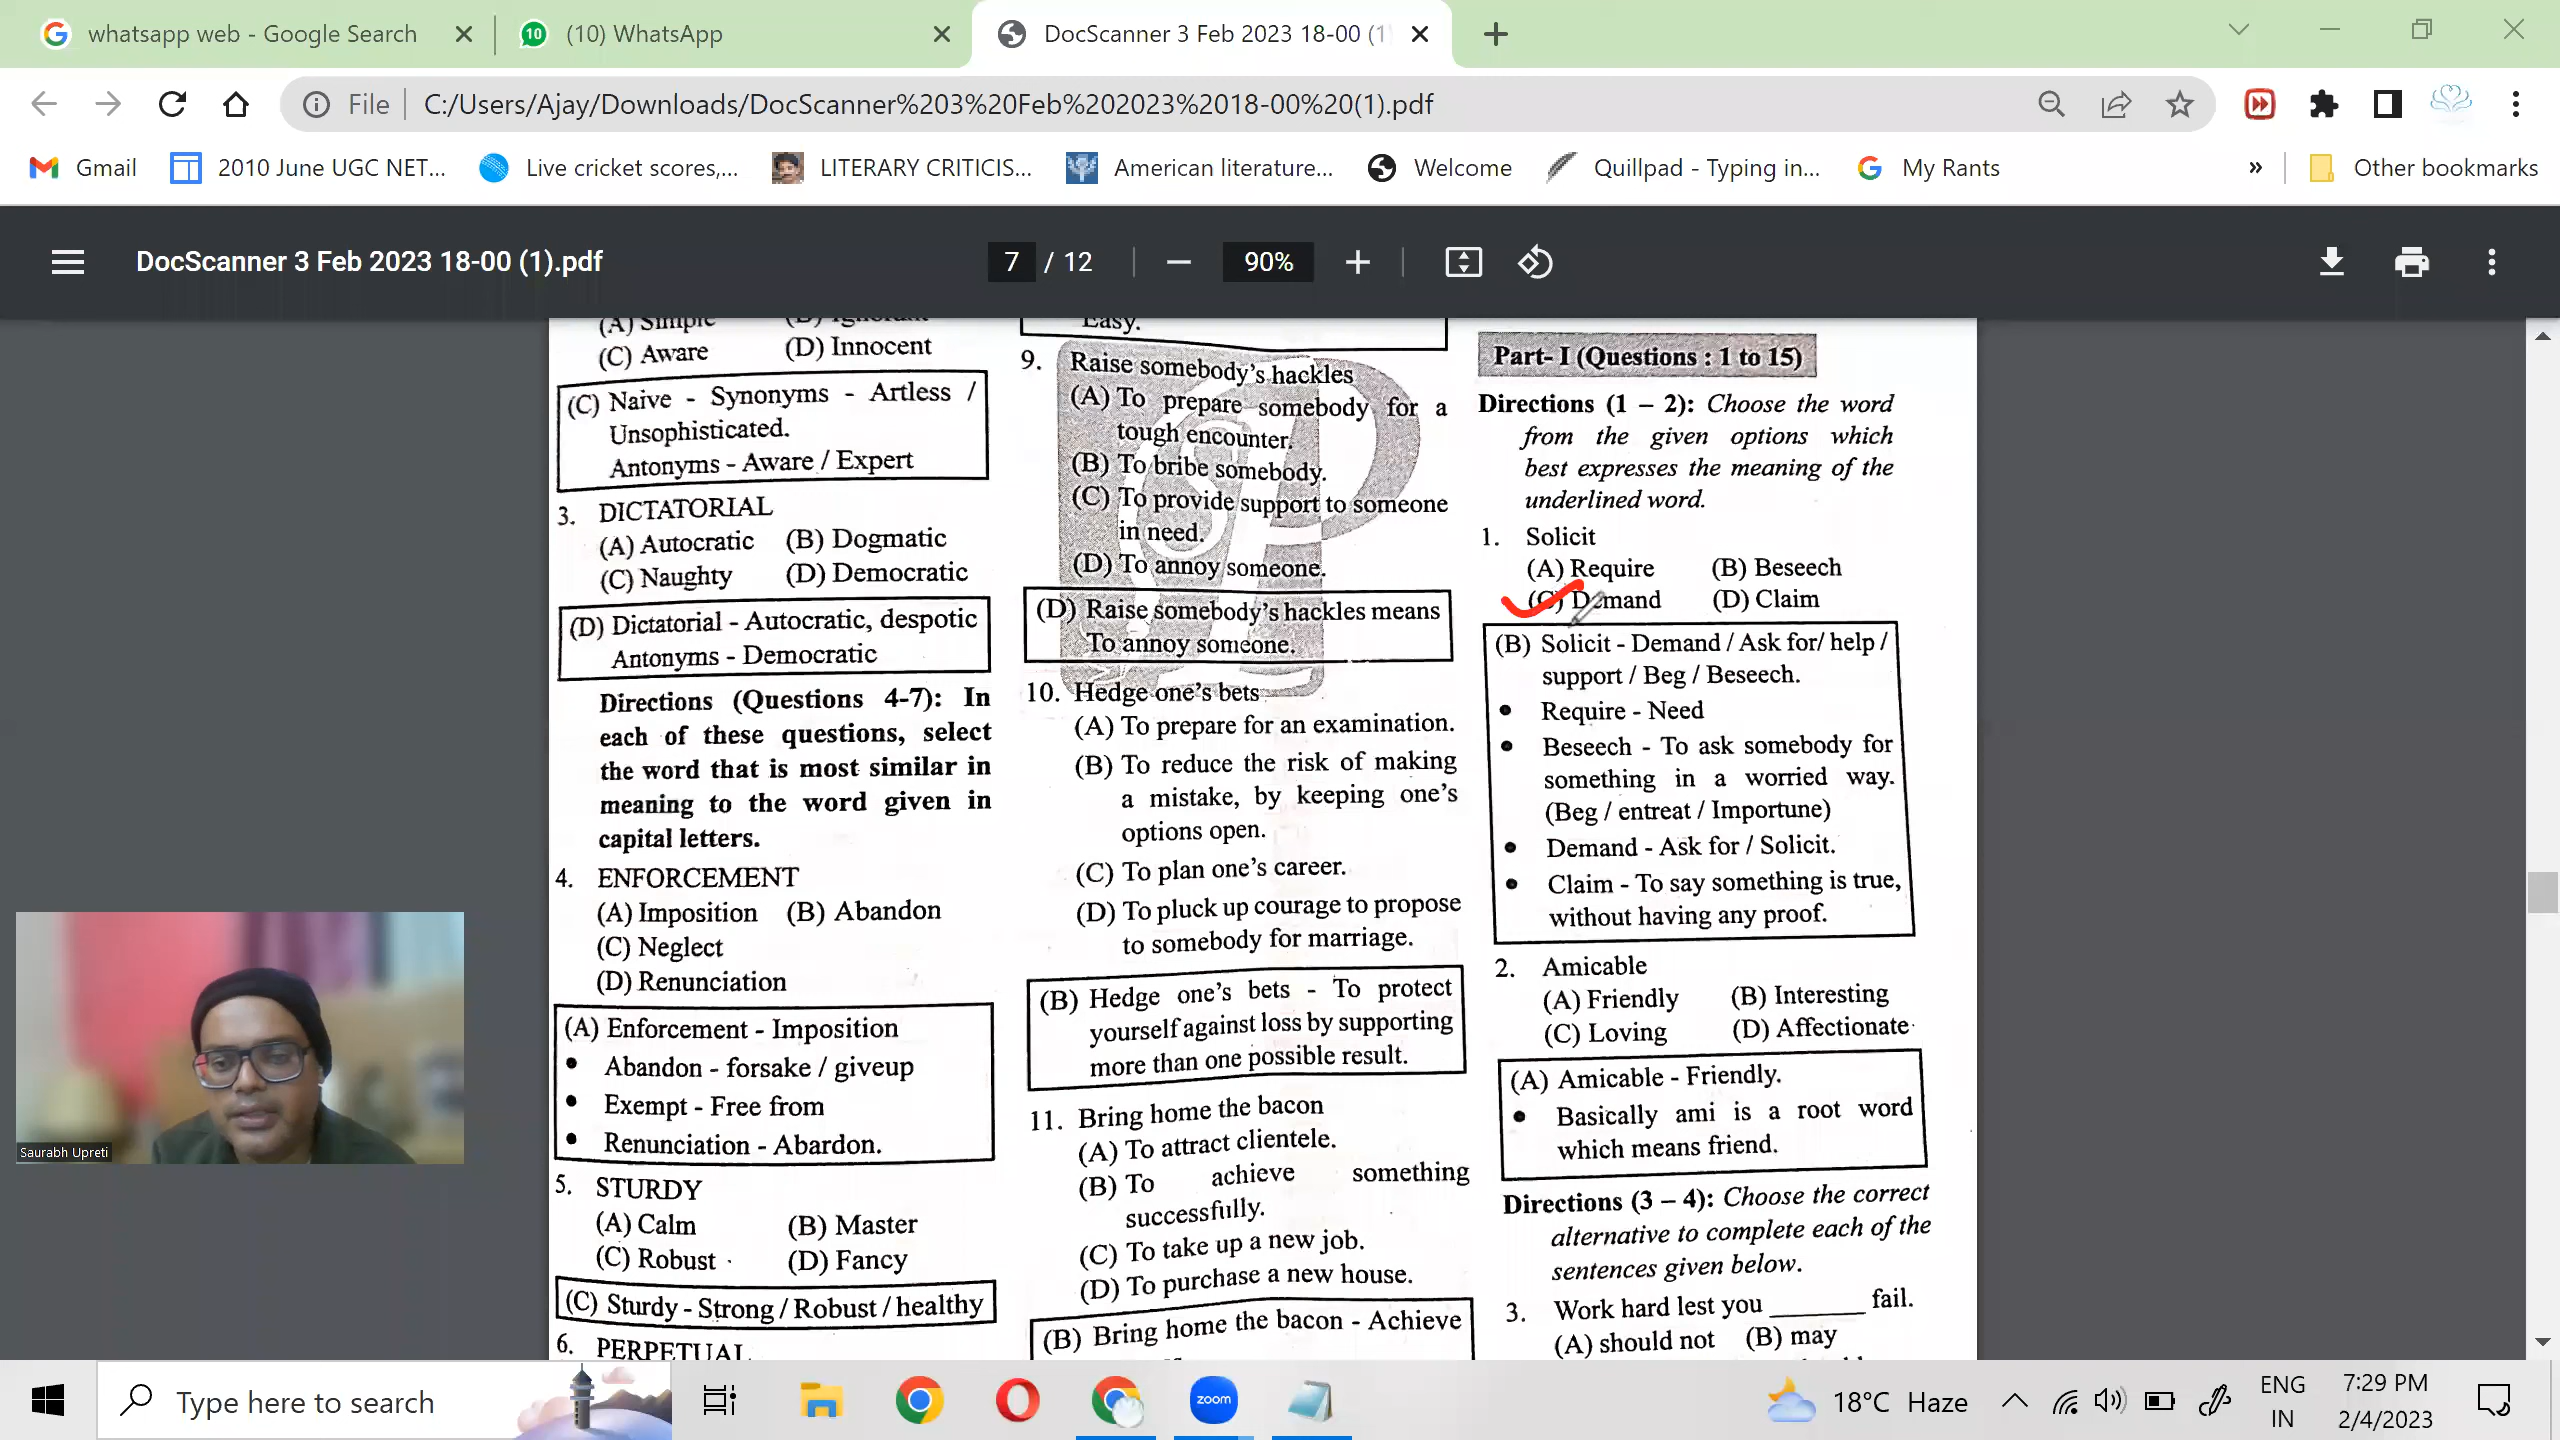 whatsapp web - Google Search
(10) WhatsApp
DocScanner 3 Feb 2023 18-00 (1
File
C:/Users/Ajay/Downloads/DocScanner%203%20Feb%202023%2018-00%20(1).pdf
Gmail
2010 June UGC NET...
Live cricket scores,...
LITERARY CRITICIS...
American literature...
Welcome
Quillpad - Typing in...
My Rants
»
Other bookmarks
DocScanner 3 Feb 2023 18-00 (1).pdf
7 / 12
90%
(A) Simple (B) Ignorant
(C) Aware (D) Innocent
(C) Naive - Synonyms - Artless /
Unsophisticated.
Antonyms - Aware / Expert
3. DICTATORIAL
(A) Autocratic (B) Dogmatic
(C) Naughty (D) Democratic
(D) Dictatorial - Autocratic, despotic
Antonyms - Democratic
Directions (Questions 4-7): In
each of these questions, select
the word that is most similar in
meaning to the word given in
capital letters.
4. ENFORCEMENT
(A) Imposition (B) Abandon
(C) Neglect
(D) Renunciation
(A) Enforcement - Imposition
• Abandon - forsake / giveup
• Exempt - Free from
• Renunciation - Abardon.
5. STURDY
(A) Calm (B) Master
(C) Robust (D) Fancy
(C) Sturdy - Strong / Robust / healthy
6. PERPETUAL
Easy.
9. Raise somebody's hackles
(A) To prepare somebody for a
tough encounter.
(B) To bribe somebody.
(C) To provide support to someone
in need.
(D) To annoy someone.
(D) Raise somebody's hackles means
To annoy someone.
10. Hedge one's bets
(A) To prepare for an examination.
(B) To reduce the risk of making
a mistake, by keeping one's
options open.
(C) To plan one's career.
(D) To pluck up courage to propose
to somebody for marriage.
(B) Hedge one's bets - To protect
yourself against loss by supporting
more than one possible result.
11. Bring home the bacon
(A) To attract clientele.
(B) To achieve something
successfully.
(C) To take up a new job.
(D) To purchase a new house.
(B) Bring home the bacon - Achieve
Part- I (Questions : 1 to 15)
Directions (1 – 2): Choose the word
from the given options which
best expresses the meaning of the
underlined word.
1. Solicit
(A) Require (B) Beseech
(C) Demand (D) Claim
(B) Solicit - Demand / Ask for/ help /
support / Beg / Beseech.
• Require - Need
• Beseech - To ask somebody for
something in a worried way.
(Beg / entreat / Importune)
• Demand - Ask for / Solicit.
• Claim - To say something is true,
without having any proof.
2. Amicable
(A) Friendly (B) Interesting
(C) Loving (D) Affectionate
(A) Amicable - Friendly.
• Basically ami is a root word
which means friend.
Directions (3 – 4): Choose the correct
alternative to complete each of the
sentences given below.
3. Work hard lest you _______ fail.
(A) should not (B) may
Saurabh Upreti
Type here to search
zoom
18°C Haze
ENG
IN
7:29 PM
2/4/2023